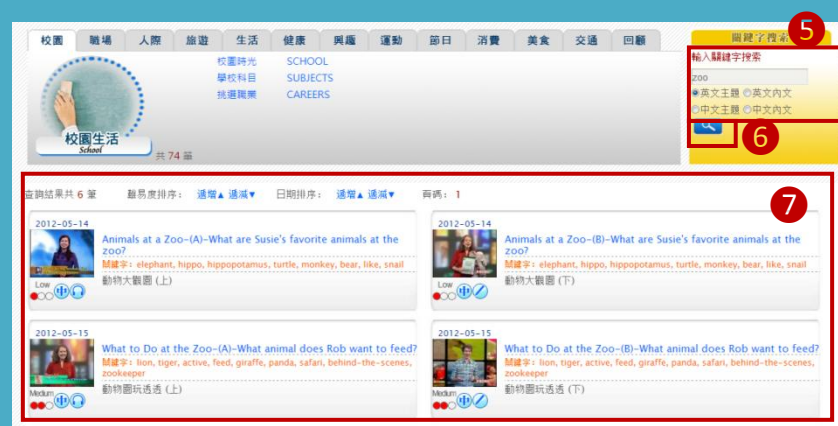 校園 職場 人際 旅遊 生活 健康 興趣 運動 節日 消費 美食 交通 回顧
校園時光 SCHOOL
學校科目 SUBJECTS
挑選職業 CAREERS
校園生活
School
共 74 筆
關鍵字搜索
5
輸入關鍵字搜索
zoo
英文主題 英文內文
中文主題 中文內文
6
7
查詢結果共 6 筆 難易度排序： 遞增▲ 遞減▼ 日期排序： 遞增▲ 遞減▼ 頁碼： 1
2012-05-14
Animals at a Zoo-(A)-What are Susie's favorite animals at the
zoo?
關鍵字: elephant, hippo, hippopotamus, turtle, monkey, bear, like, snail
動物大觀園 (上)
Low
中
2012-05-14
Animals at a Zoo-(B)-What are Susie's favorite animals at the
zoo?
關鍵字: elephant, hippo, hippopotamus, turtle, monkey, bear, like, snail
動物大觀園 (下)
Low
中
2012-05-15
What to Do at the Zoo-(A)-What animal does Rob want to feed?
關鍵字: lion, tiger, active, feed, giraffe, panda, safari, behind-the-scenes,
zookeeper
動物園玩透透 (上)
Medium
中
2012-05-15
What to Do at the Zoo-(B)-What animal does Rob want to feed?
關鍵字: lion, tiger, active, feed, giraffe, panda, safari, behind-the-scenes,
zookeeper
動物園玩透透 (下)
Medium
中